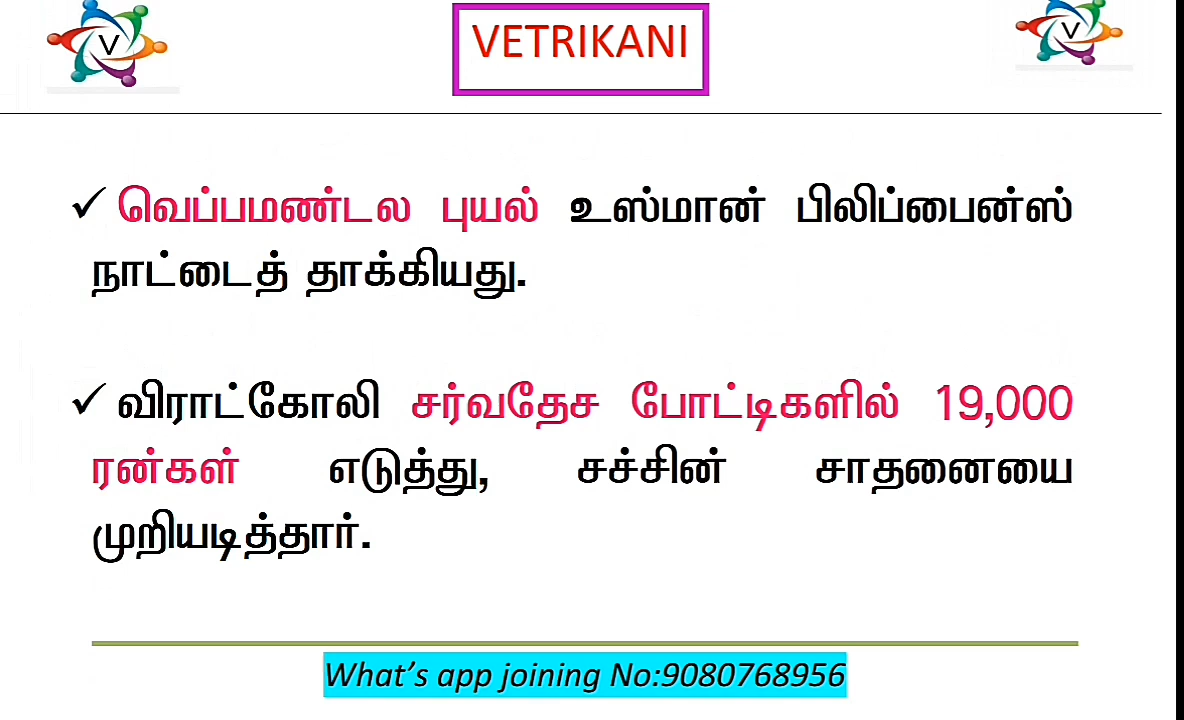 V
VETRIKANI
V
✓ வெப்பமண்டல புயல் உஸ்மான் பிலிப்பைன்ஸ்
நாட்டைத் தாக்கியது.
✓ விராட்கோலி சர்வதேச போட்டிகளில் 19,000
ரன்கள் எடுத்து, சச்சின் சாதனையை
முறியடித்தார்.
What's app joining No:9080768956